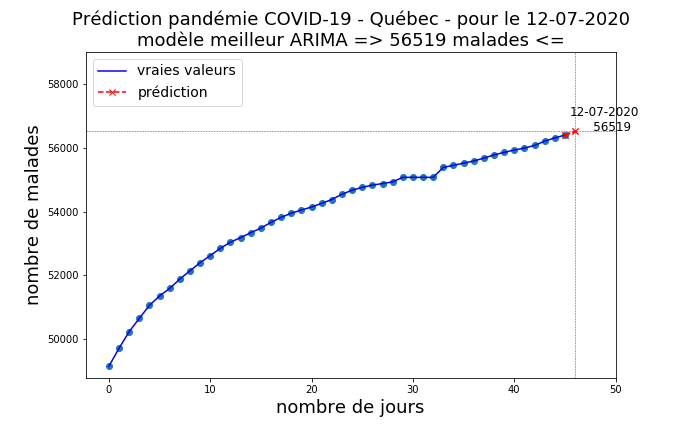 Prédiction pandémie COVID-19 - Québec - pour le 12-07-2020
modèle meilleur ARIMA => 56519 malades <=
vraies valeurs
prédiction
12-07-2020
56519
nombre de malades
58000
56000
54000
52000
50000
0 10 20 30 40 50
nombre de jours